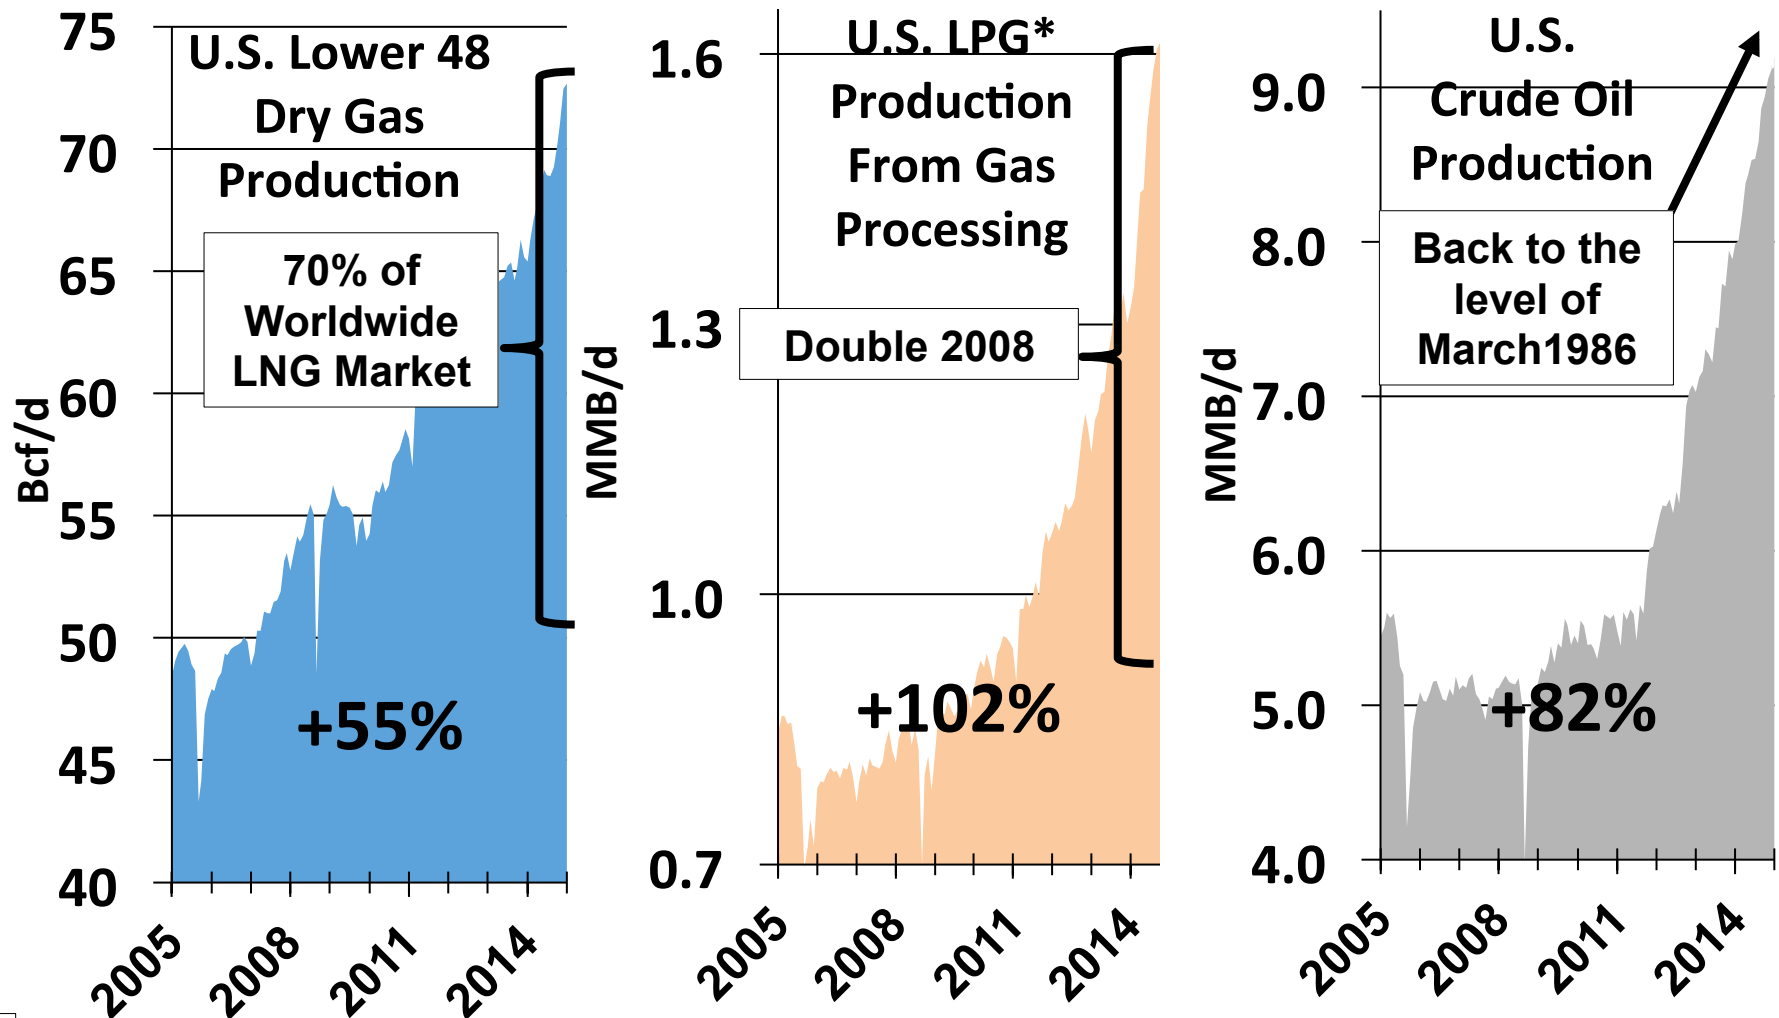 U.S. Lower 48
Dry Gas
Production
70% of
Worldwide
LNG Market
+55%
Bcf/d
75
70
65
60
55
50
45
40
2005
2008
2011
2014
U.S. LPG*
Production
From Gas
Processing
Double 2008
+102%
MMB/d
1.6
1.3
1.0
0.7
2005
2008
2011
2014
U.S.
Crude Oil
Production
Back to the
level of
March1986
+82%
MMB/d
9.0
8.0
7.0
6.0
5.0
4.0
2005
2008
2011
2014